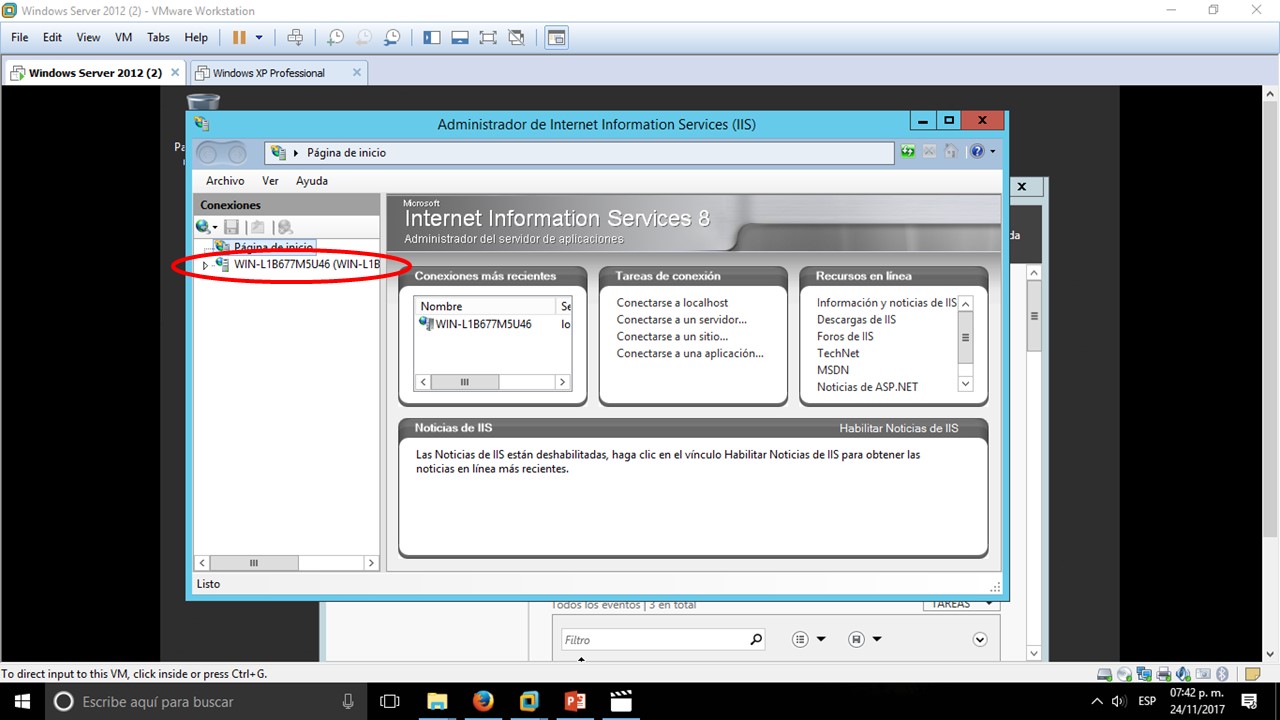 Windows Server 2012 (2) - VMware Workstation
File Edit View VM Tabs Help
Windows Server 2012 (2) Windows XP Professional
Pa
Administrador de Internet Information Services (IIS)
Página de inicio
Archivo Ver Ayuda
Conexiones
Página de inicio
WIN-L1B677M5U46 (WIN-L1B
Microsoft
Internet Information Services 8
Administrador del servidor de aplicaciones
da
Conexiones más recientes
Nombre Se
WIN-L1B677M5U46 lo
Tareas de conexión
Conectarse a localhost
Conectarse a un servidor...
Conectarse a un sitio...
Conectarse a una aplicación...
Recursos en línea
Información y noticias de IIS
Descargas de IIS
Foros de IIS
TechNet
MSDN
Noticias de ASP.NET
Noticias de IIS Habilitar Noticias de IIS
Las Noticias de IIS están deshabilitadas, haga clic en el vínculo Habilitar Noticias de IIS para obtener las
noticias en línea más recientes.
Listo
Todos los eventos | 3 en total TAREAS
Filtro
To direct input to this VM, click inside or press Ctrl+G.
Escribe aquí para buscar
ESP
07:42 p. m.
24/11/2017